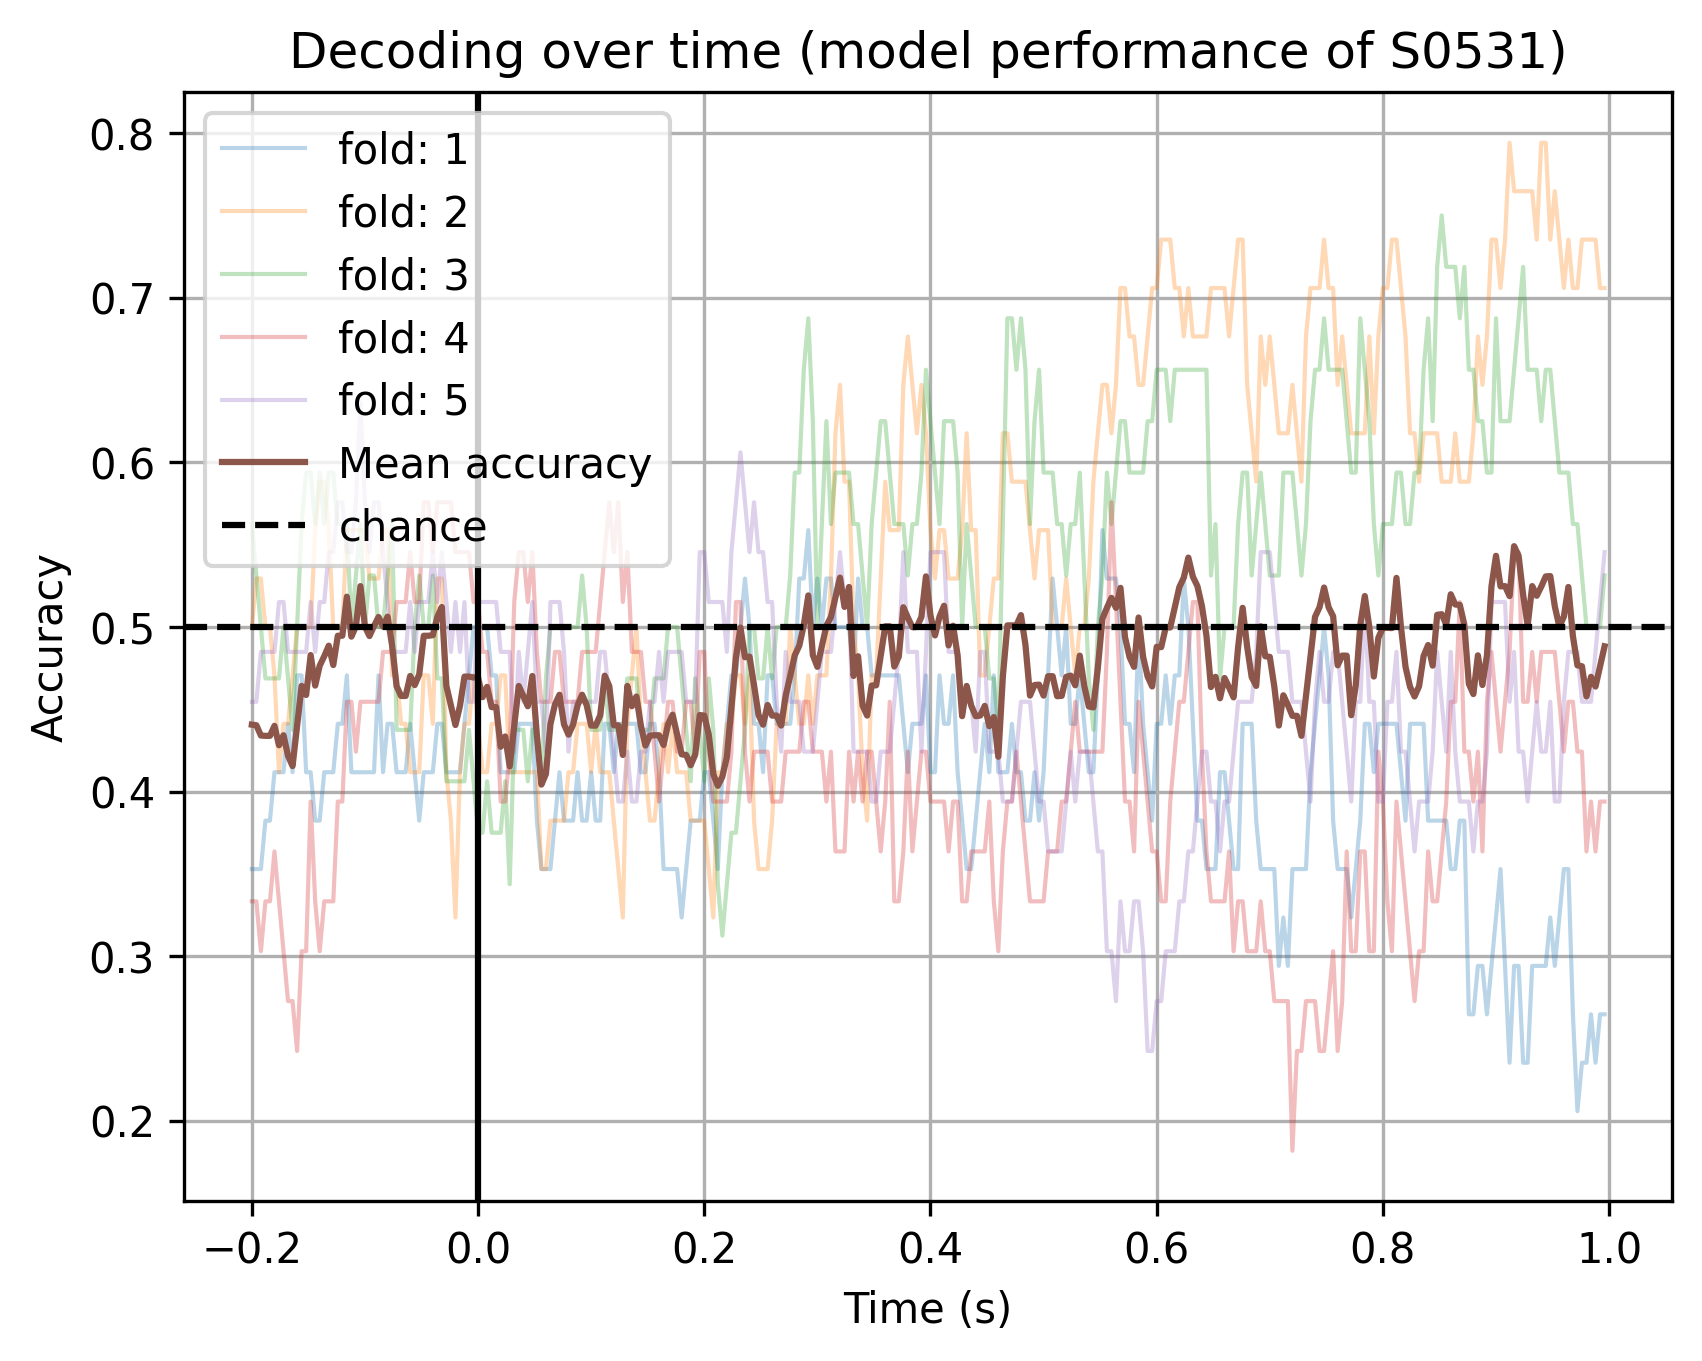 Decoding over time (model performance of S0531)
fold: 1
fold: 2
fold: 3
fold: 4
fold: 5
Mean accuracy
chance
0.8
0.7
0.6
0.5
0.4
0.3
0.2
Accuracy
−0.2 0.0 0.2 0.4 0.6 0.8 1.0
Time (s)